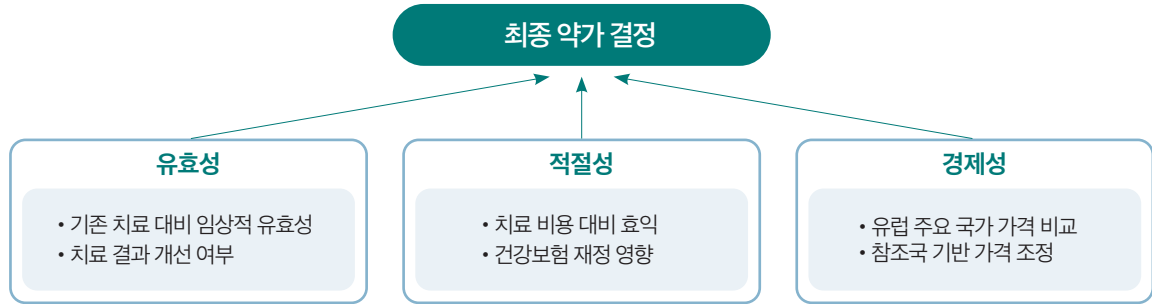 최종 약가 결정
유효성
• 기존 치료 대비 임상적 유효성
• 치료 결과 개선 여부
적절성
• 치료 비용 대비 효익
• 건강보험 재정 영향
경제성
• 유럽 주요 국가 가격 비교
• 참조국 기반 가격 조정